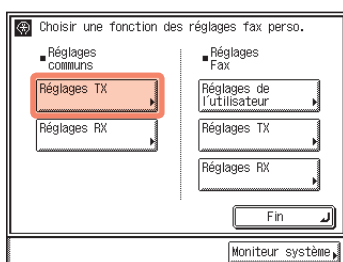 Choisir une fonction des réglages fax perso.
Réglages
communs
Réglages TX
Réglages RX
Réglages
Fax
Réglages de
l'utilisateur
Réglages TX
Réglages RX
Fin
Moniteur système